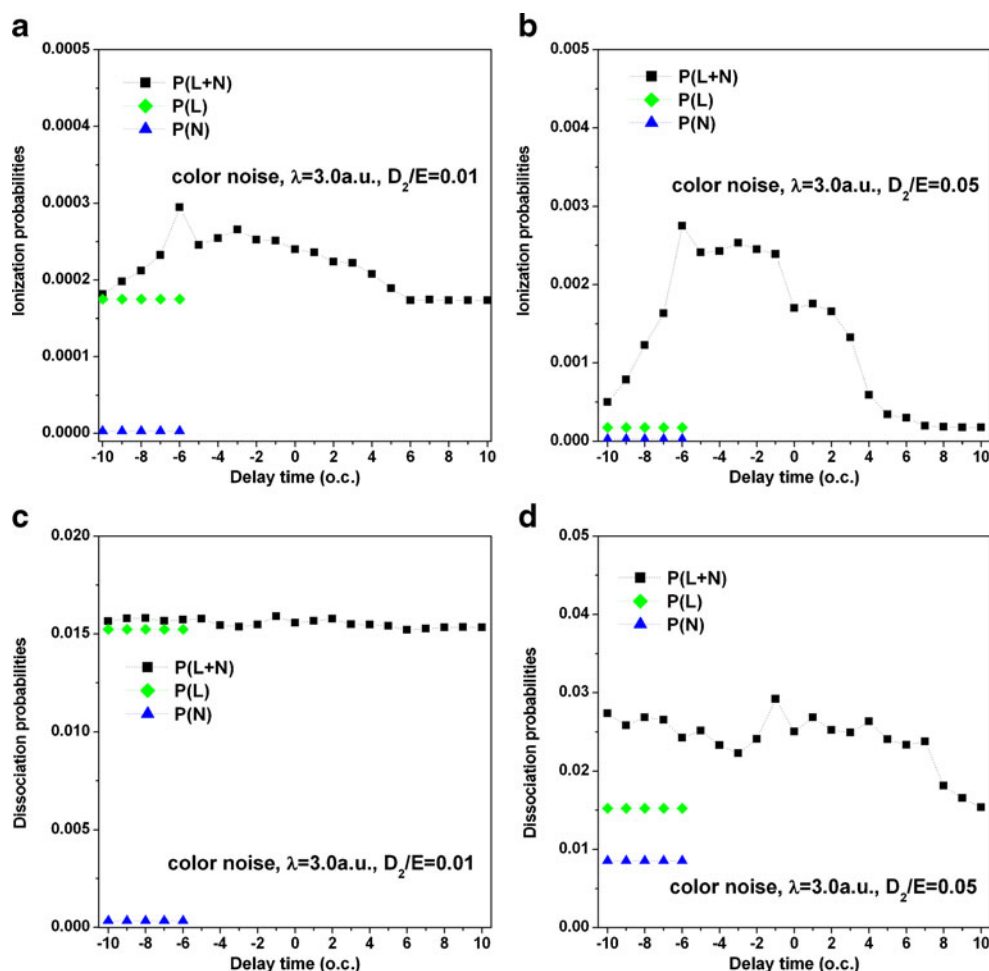 a
0.0005
0.0004
0.0003
0.0002
0.0001
0.0000
Ionization probabilities
P(L+N)
P(L)
P(N)
color noise, λ=3.0a.u., D₂/E=0.01
-10 -8 -6 -4 -2 0 2 4 6 8 10
Delay time (o.c.)
b
0.005
0.004
0.003
0.002
0.001
0.000
Ionization probabilities
P(L+N)
P(L)
P(N)
color noise, λ=3.0a.u., D₂/E=0.05
-10 -8 -6 -4 -2 0 2 4 6 8 10
Delay time (o.c.)
c
0.020
0.015
0.010
0.005
0.000
Dissociation probabilities
P(L+N)
P(L)
P(N)
color noise, λ=3.0a.u., D₂/E=0.01
-10 -8 -6 -4 -2 0 2 4 6 8 10
Delay time (o.c.)
d
0.05
0.04
0.03
0.02
0.01
0.00
Dissociation probabilities
P(L+N)
P(L)
P(N)
color noise, λ=3.0a.u., D₂/E=0.05
-10 -8 -6 -4 -2 0 2 4 6 8 10
Delay time (o.c.)